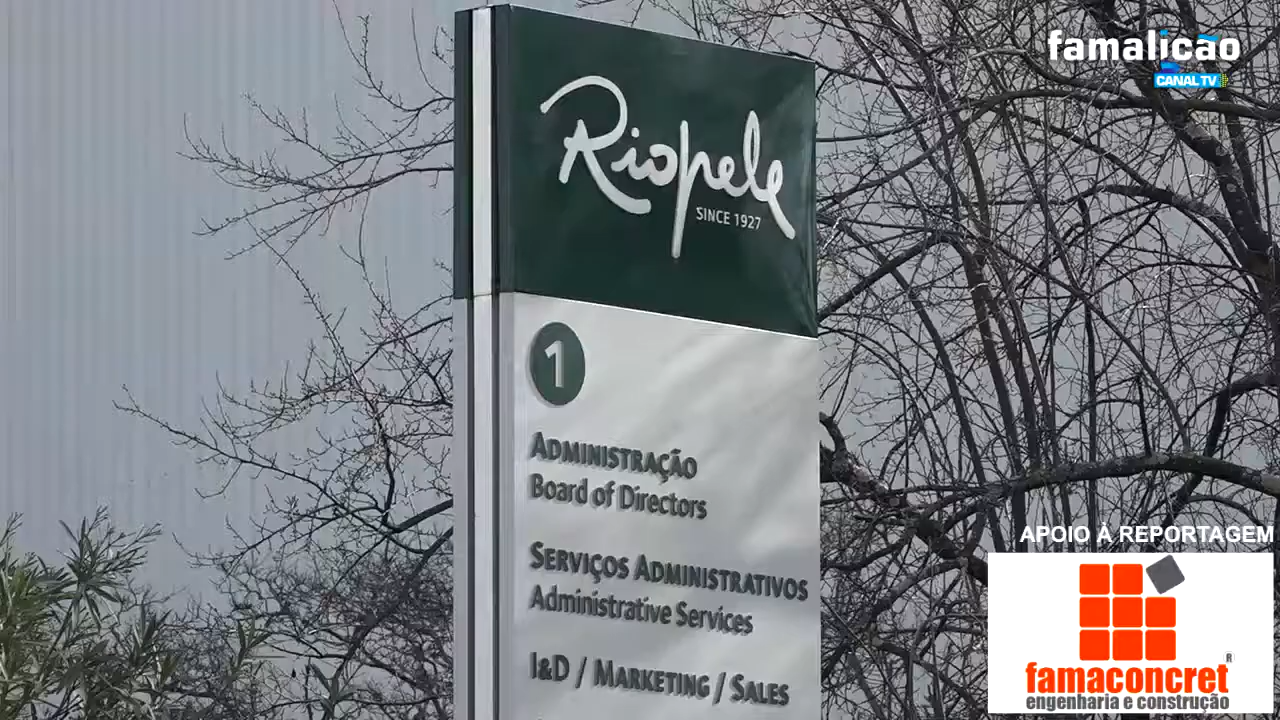 famalicão
CANAL TV
Riopele
SINCE 1927
1
ADMINISTRAÇÃO
Board of Directors
SERVIÇOS ADMINISTRATIVOS
Administrative Services
I&D / MARKETING / SALES
APOIO À REPORTAGEM
famaconcret®
engenharia e construção